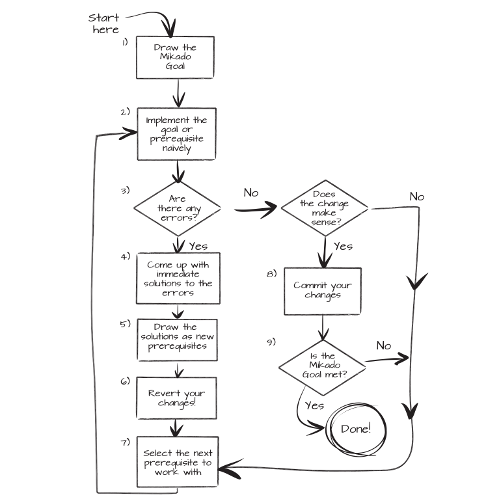 Start
here
1)
Draw the
Mikado
Goal
2)
Implement the
goal or
prerequisite
naively
3)
Are
there any
errors?
No
Does
the change
make
sense?
No
Yes
Yes
4)
Come up with
immediate
solutions to the
errors
8)
Commit your
changes
5)
Draw the
solutions as new
prerequisites
9)
Is the
Mikado
Goal met?
No
6)
Revert your
changes!
Yes
Done!
7)
Select the next
prerequisite to
work with